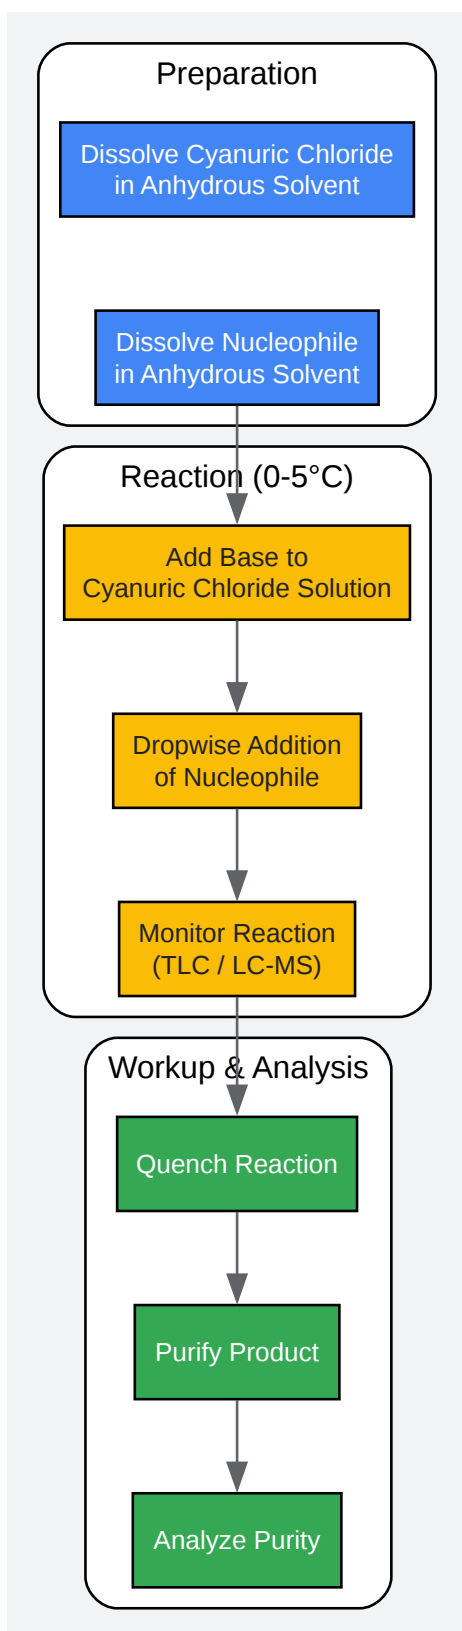 Preparation
Dissolve Cyanuric Chloride
in Anhydrous Solvent
Dissolve Nucleophile
in Anhydrous Solvent
Reaction (0-5°C)
Add Base to
Cyanuric Chloride Solution
Dropwise Addition
of Nucleophile
Monitor Reaction
(TLC / LC-MS)
Workup & Analysis
Quench Reaction
Purify Product
Analyze Purity